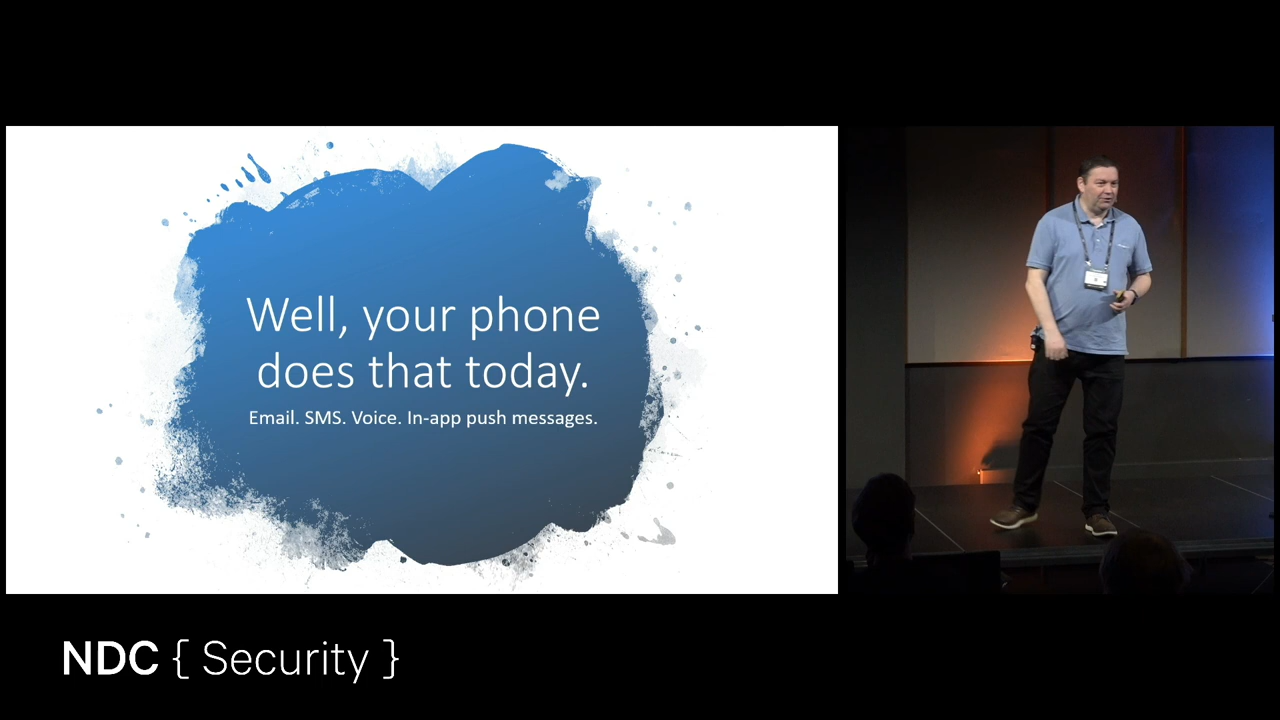 Well, your phone
does that today.
Email. SMS. Voice. In-app push messages.
NDC { Security }